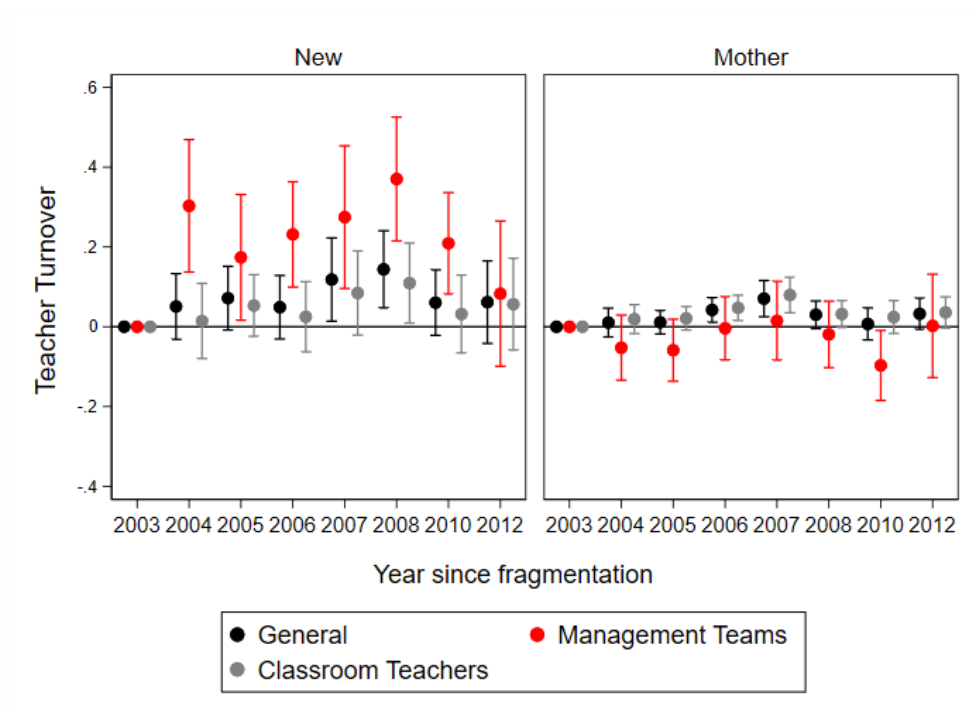 New
Mother
Teacher Turnover
.6
.4
.2
0
-.2
-.4
2003 2004 2005 2006 2007 2008 2010 2012
2003 2004 2005 2006 2007 2008 2010 2012
Year since fragmentation
General
Management Teams
Classroom Teachers